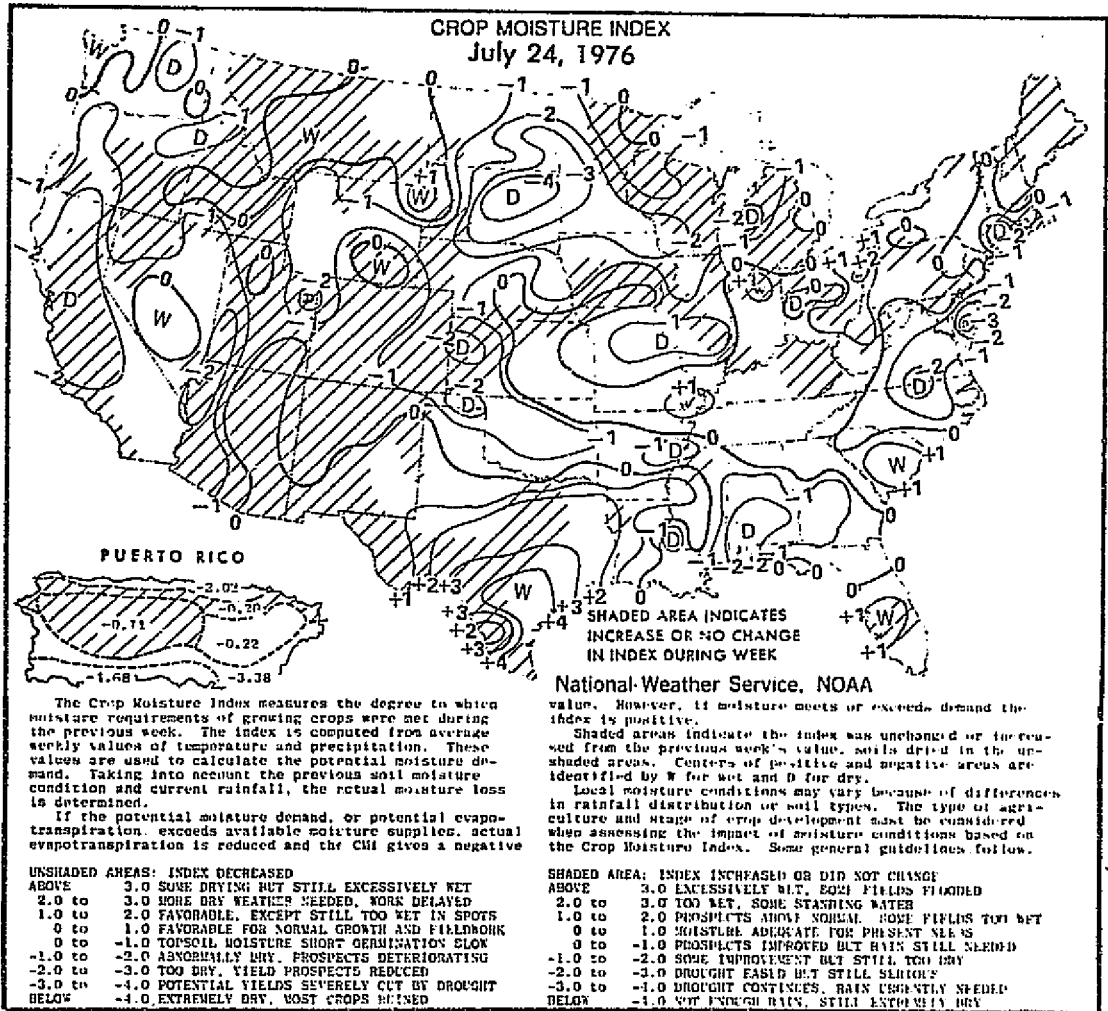 CROP MOISTURE INDEX
July 24, 1976
PUERTO RICO
-2.02
-0.20
-0.71
-0.22
-1.68
-3.38
SHADED AREA INDICATES
INCREASE OR NO CHANGE
IN INDEX DURING WEEK
National Weather Service, NOAA
The Crop Moisture Index measures the degree to which
moisture requirements of growing crops were met during
the previous week. The index is computed from average
weekly values of temperature and precipitation. These
values are used to calculate the potential moisture de-
mand. Taking into account the previous soil moisture
condition and current rainfall, the actual moisture loss
is determined.
If the potential moisture demand, or potential evapo-
transpiration, exceeds available moisture supplies, actual
evapotranspiration is reduced and the CMI gives a negative
value. However, if moisture meets or exceeds demand the
index is positive.
Shaded areas indicate the index was unchanged or increa-
sed from the previous week's value, soils dried in the un-
shaded areas. Centers of positive and negative areas are
identified by W for wet and D for dry.
Local moisture conditions may vary because of differences
in rainfall distribution or soil types. The type of agri-
culture and stage of crop development must be considered
when assessing the impact of moisture conditions based on
the Crop Moisture Index. Some general guidelines follow.
UNSHADED AREAS: INDEX DECREASED
ABOVE 3.0 SOME DRYING BUT STILL EXCESSIVELY WET
2.0 to 3.0 MORE DRY WEATHER NEEDED, WORK DELAYED
1.0 to 2.0 FAVORABLE, EXCEPT STILL TOO WET IN SPOTS
0 to 1.0 FAVORABLE FOR NORMAL GROWTH AND FIELDWORK
0 to -1.0 TOPSOIL MOISTURE SHORT GERMINATION SLOW
-1.0 to -2.0 ABNORMALLY DRY, PROSPECTS DETERIORATING
-2.0 to -3.0 TOO DRY, YIELD PROSPECTS REDUCED
-3.0 to -4.0 POTENTIAL YIELDS SEVERELY CUT BY DROUGHT
BELOW -4.0 EXTREMELY DRY, MOST CROPS RUINED
SHADED AREA: INDEX INCREASED OR DID NOT CHANGE
ABOVE 3.0 EXCESSIVELY WET, SOME FIELDS FLOODED
2.0 to 3.0 TOO WET, SOME STANDING WATER
1.0 to 2.0 PROSPECTS ABOVE NORMAL, SOME FIELDS TOO WET
0 to 1.0 MOISTURE ADEQUATE FOR PRESENT NEEDS
0 to -1.0 PROSPECTS IMPROVED BUT RAIN STILL NEEDED
-1.0 to -2.0 SOME IMPROVEMENT BUT STILL TOO DRY
-2.0 to -3.0 DROUGHT EASED BUT STILL SERIOUS
-3.0 to -4.0 DROUGHT CONTINUES, RAIN URGENTLY NEEDED
BELOW -4.0 NOT ENOUGH RAIN, STILL EXTREMELY DRY